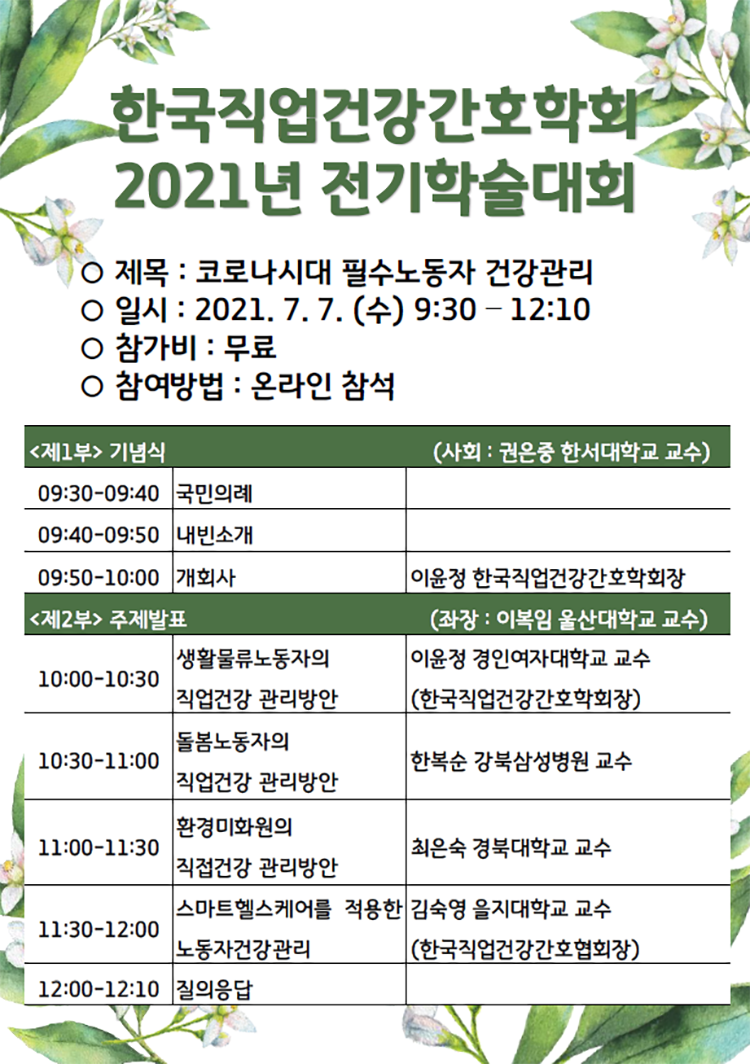 한국직업건강간호학회
2021년 전기학술대회
○ 제목 : 코로나시대 필수노동자 건강관리
○ 일시 : 2021. 7. 7. (수) 9:30 – 12:10
○ 참가비 : 무료
○ 참여방법 : 온라인 참석
<제1부> 기념식 (사회 : 권은중 한서대학교 교수)
09:30-09:40 국민의례
09:40-09:50 내빈소개
09:50-10:00 개회사 이윤정 한국직업건강간호학회장
<제2부> 주제발표 (좌장 : 이복임 울산대학교 교수)
10:00-10:30
생활물류노동자의
직업건강 관리방안
이윤정 경인여자대학교 교수
(한국직업건강간호학회장)
10:30-11:00
돌봄노동자의
직업건강 관리방안
한복순 강북삼성병원 교수
11:00-11:30
환경미화원의
직접건강 관리방안
최은숙 경북대학교 교수
11:30-12:00
스마트헬스케어를 적용한
노동자건강관리
김숙영 을지대학교 교수
(한국직업건강간호협회장)
12:00-12:10 질의응답